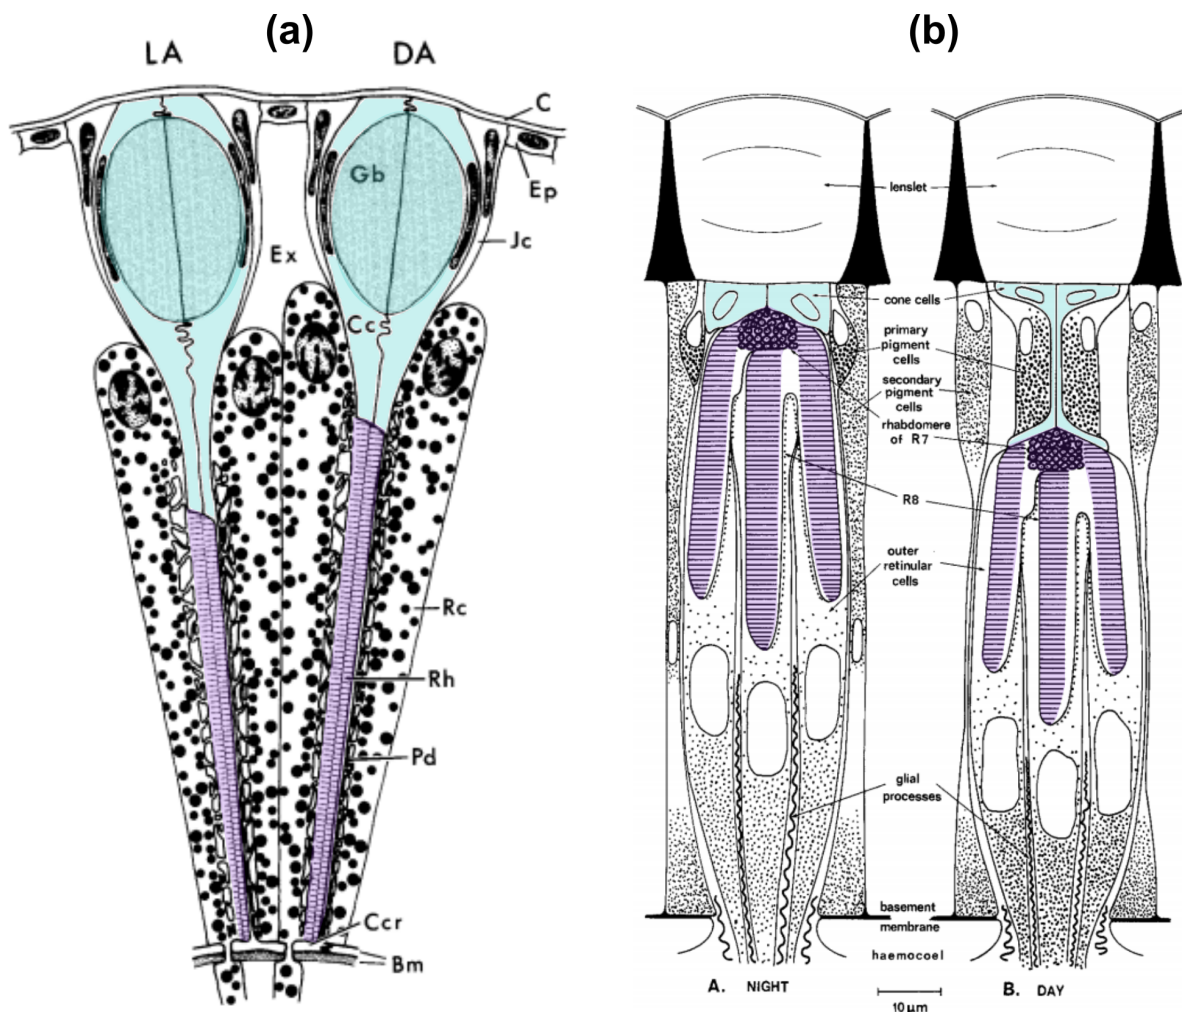 (a)
LA
DA
C
Gb
Ep
Jc
Ex
Cc
Rc
Rh
Pd
Ccr
Bm
(b)
lenslet
cone cells
primary
pigment
cells
secondary
pigment
cells
rhabdomere
of R7
R8
outer
retinular
cells
glial
processes
basement
membrane
haemocoel
A. NIGHT
10 µm
B. DAY